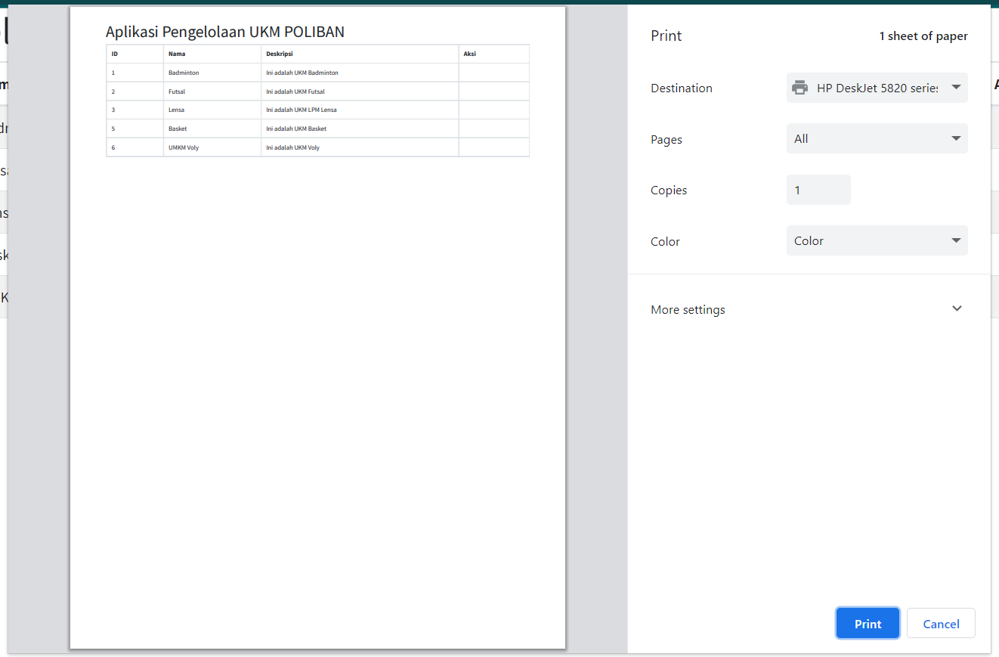 Aplikasi Pengelolaan UKM POLIBAN
ID Nama Deskripsi Aksi
1 Badminton Ini adalah UKM Badminton
2 Futsal Ini adalah UKM Futsal
3 Lensa Ini adalah UKM LPM Lensa
5 Basket Ini adalah UKM Basket
6 UMKM Voly Ini adalah UKM Voly
Print 1 sheet of paper
Destination HP DeskJet 5820 series
Pages All
Copies 1
Color Color
More settings
Print Cancel